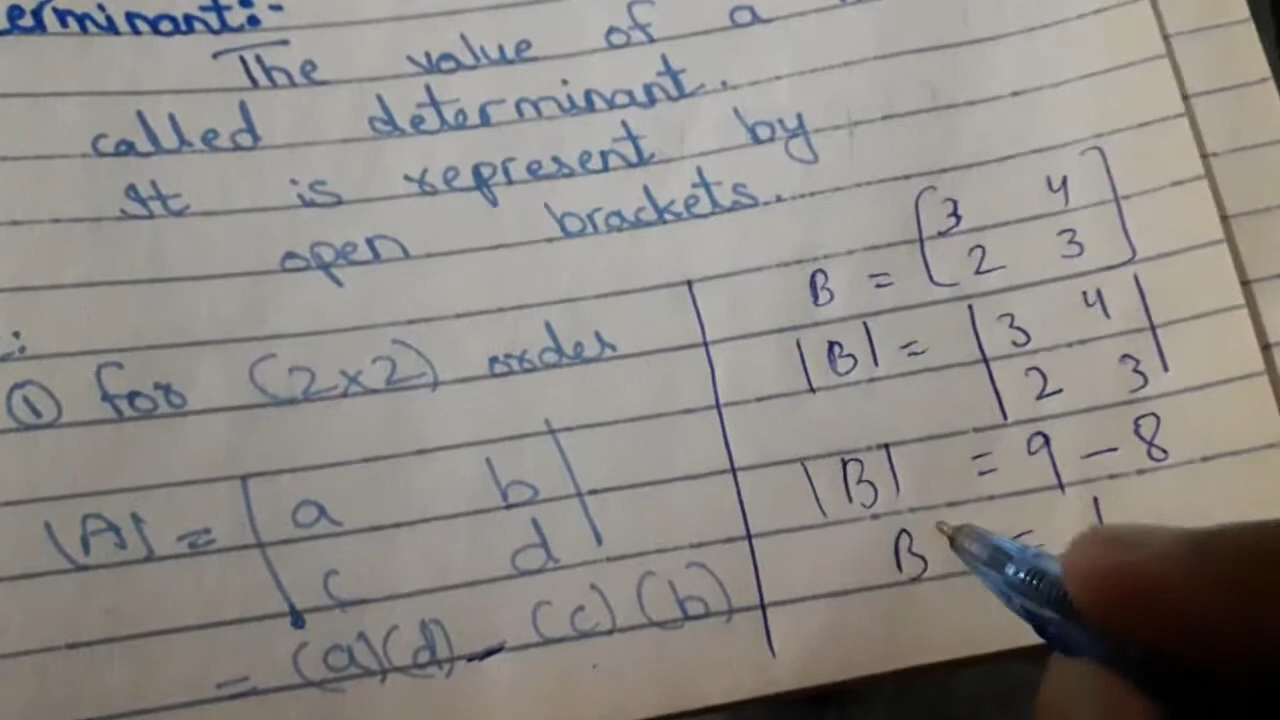 erminant:-
The value of a
called determinant.
It is represent by
open brackets.
① for (2×2) order
|A| = | a b |
| c d |
= (a)(d) - (c)(b)
B = [ 3 4 ]
[ 2 3 ]
|B| = | 3 4 |
| 2 3 |
|B| = 9 - 8
B = 1